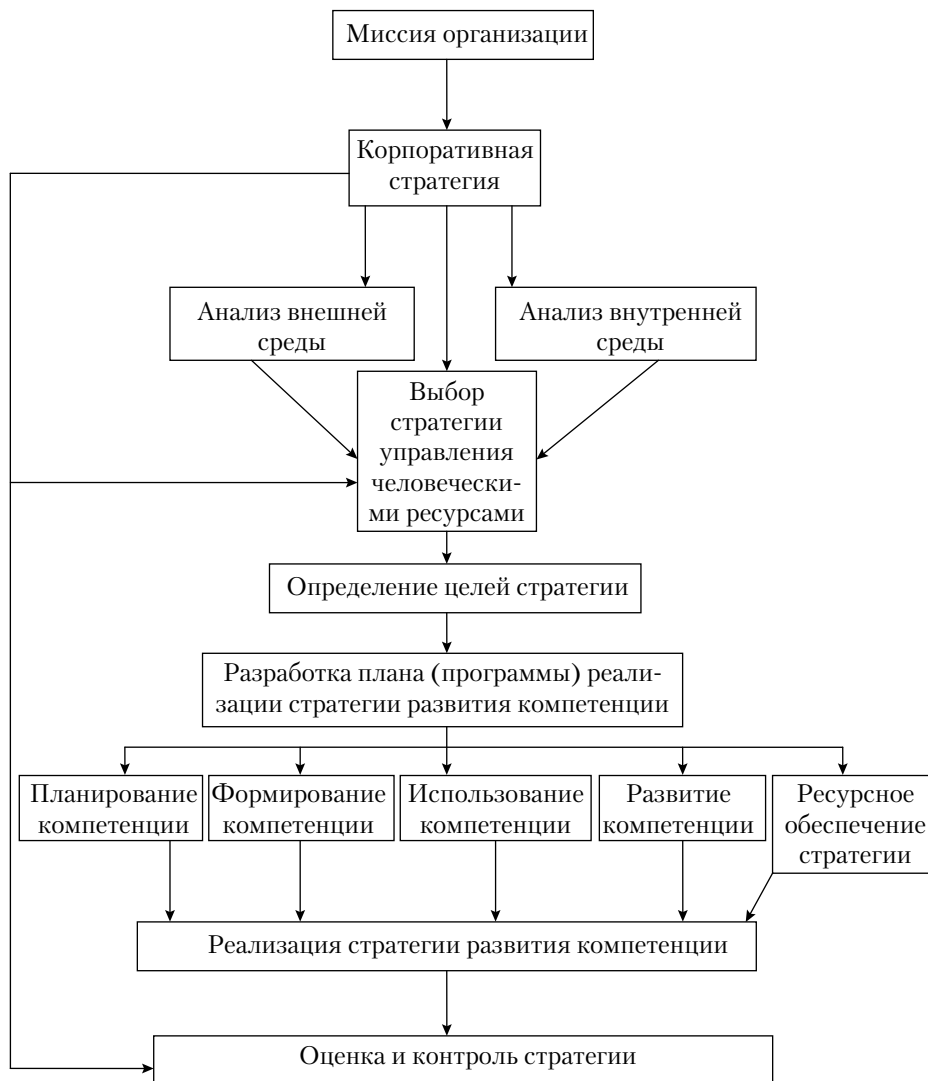 Миссия организации
Корпоративная
стратегия
Анализ внешней
среды
Анализ внутренней
среды
Выбор
стратегии
управления
человечески-
ми ресурсами
Определение целей стратегии
Разработка плана (программы) реали-
зации стратегии развития компетенции
Планирование
компетенции
Формирование
компетенции
Использование
компетенции
Развитие
компетенции
Ресурсное
обеспечение
стратегии
Реализация стратегии развития компетенции
Оценка и контроль стратегии